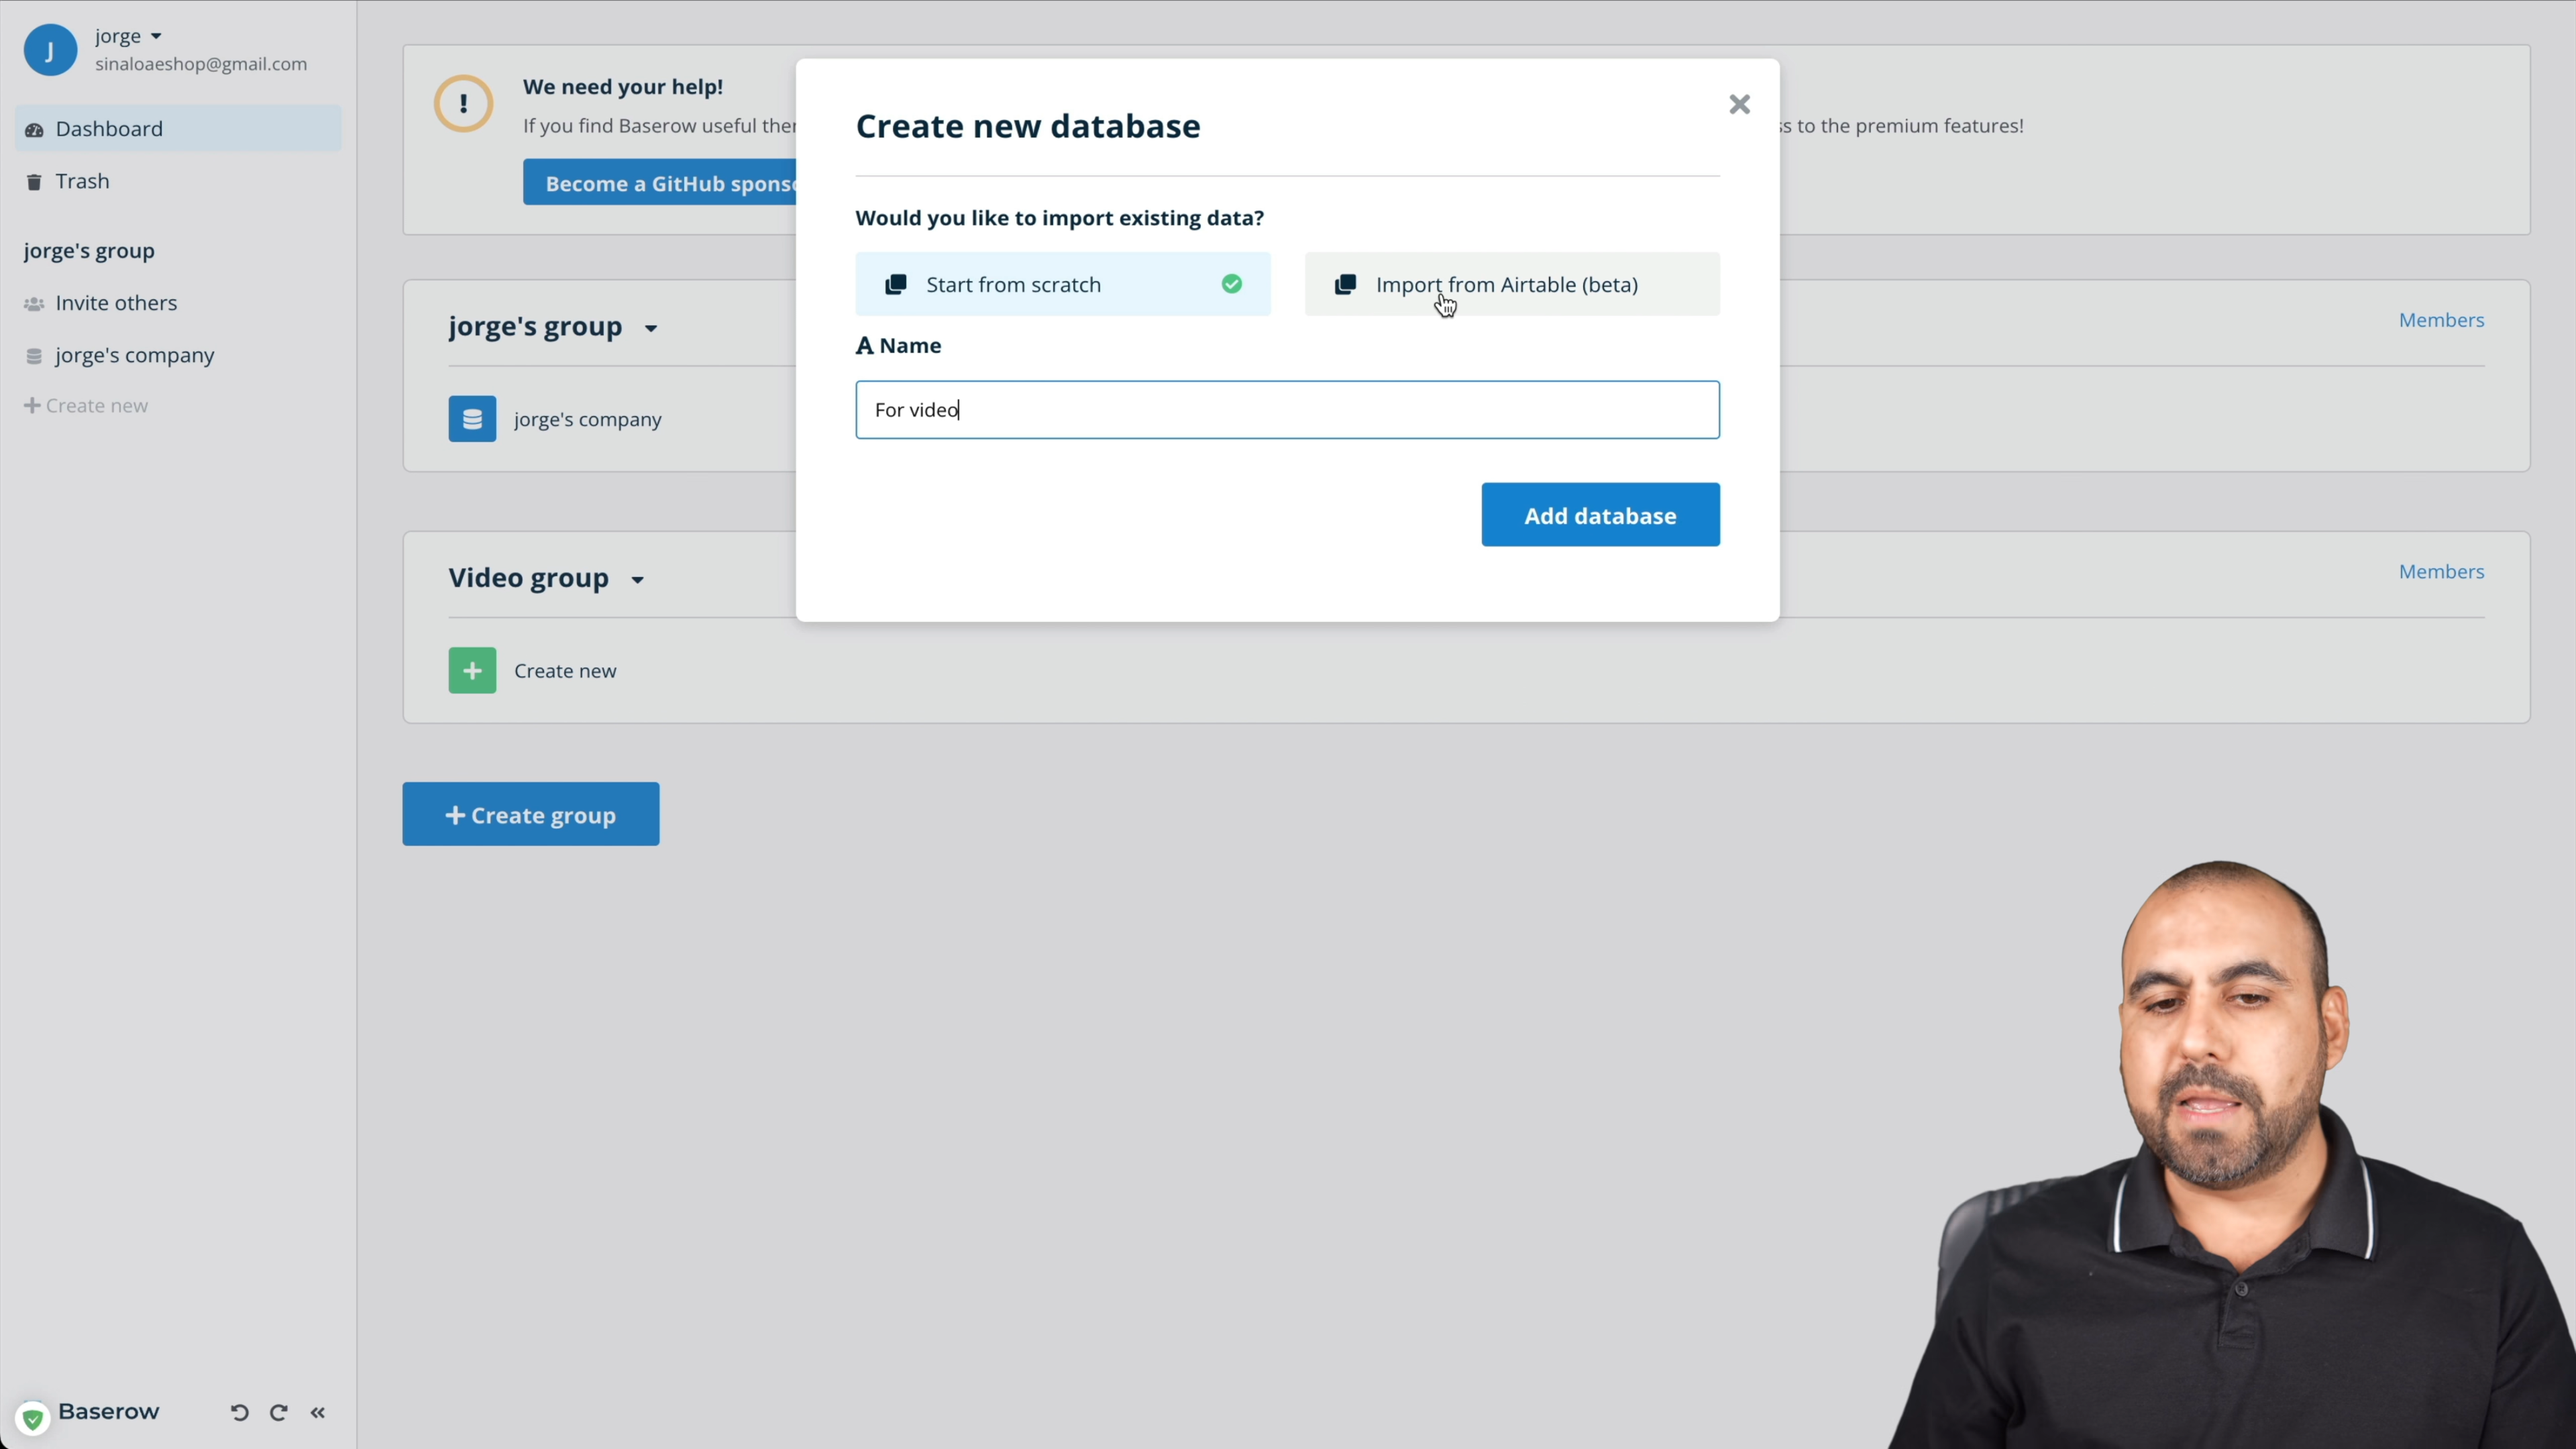 J
jorge
sinaloaeshop@gmail.com
Dashboard
Trash
jorge's group
Invite others
jorge's company
+ Create new
Baserow
!
We need your help!
If you find Baserow useful
s to the premium features!
Become a GitHub
jorge's group
Members
jorge's company
Video group
Members
+ Create new
+ Create group
Create new database
Would you like to import existing data?
Start from scratch
Import from Airtable (beta)
A Name
For video
Add database